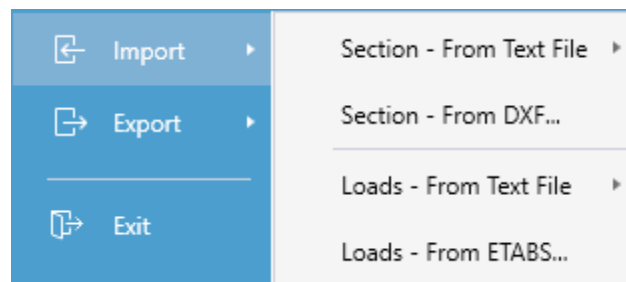 Import
Export
Exit
Section - From Text File
Section - From DXF...
Loads - From Text File
Loads - From ETABS...